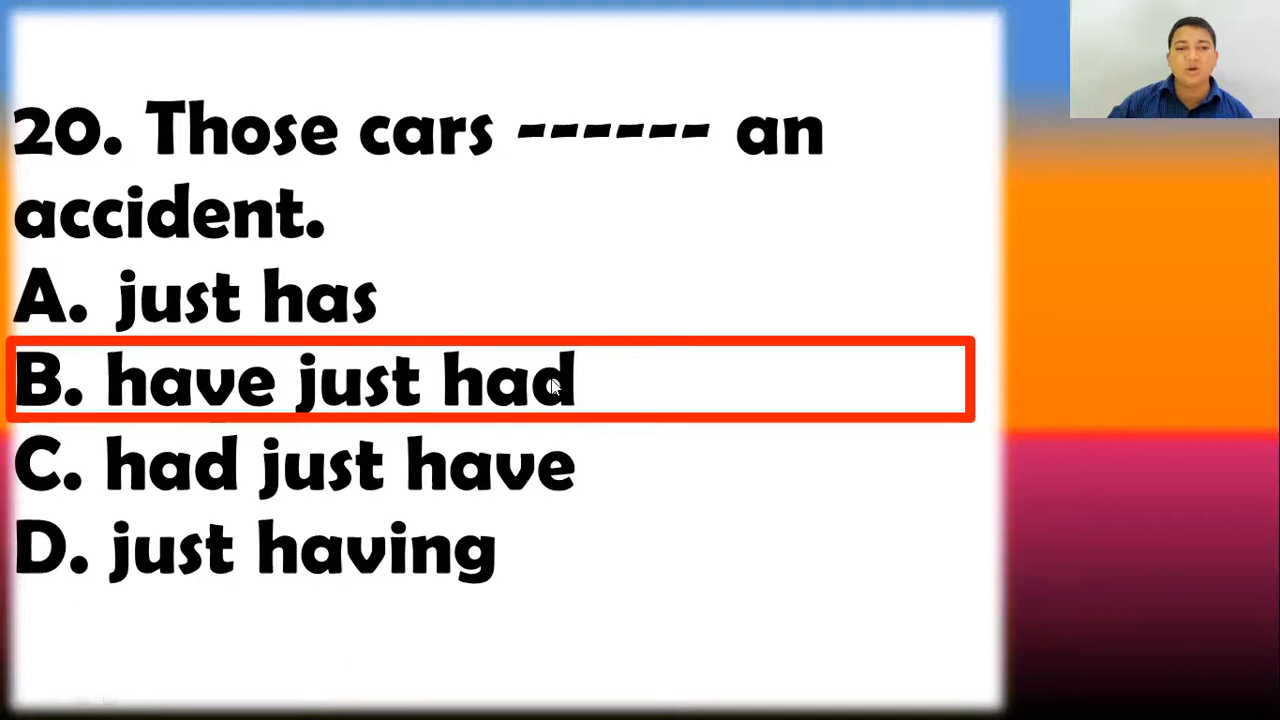 20. Those cars ------ an
accident.
A. just has
B. have just had
C. had just have
D. just having